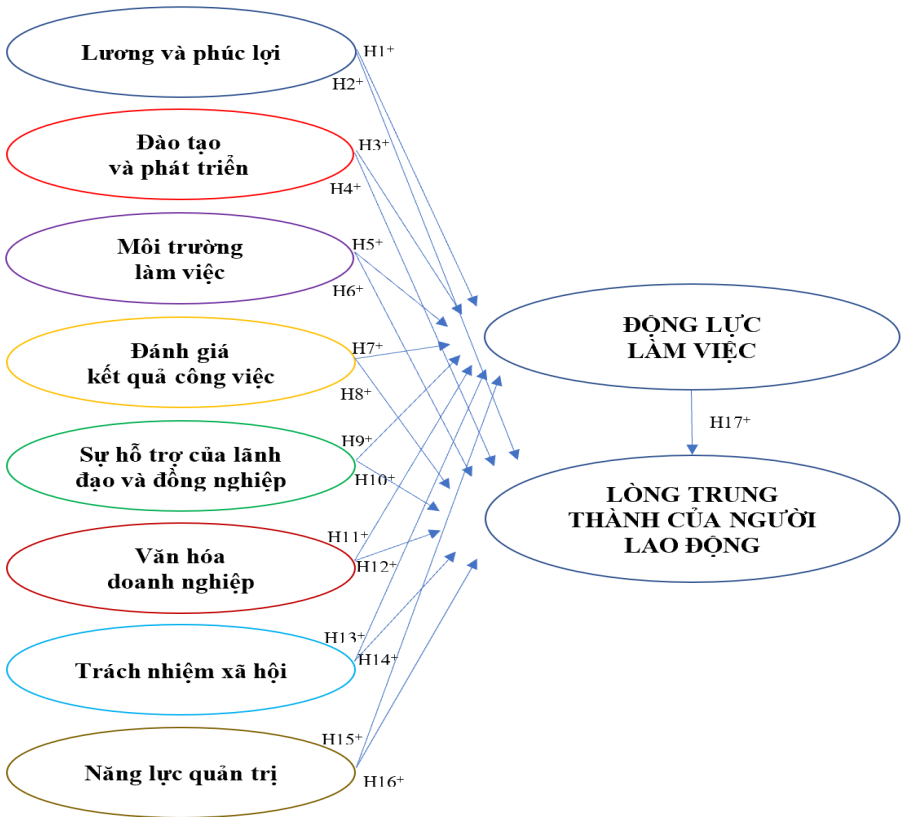 Lương và phúc lợi
H1+
H2+
Đào tạo
và phát triển
H3+
H4+
Môi trường
làm việc
H5+
H6+
ĐỘNG LỰC
LÀM VIỆC
Đánh giá
kết quả công việc
H7+
H8+
H17+
Sự hỗ trợ của lãnh
đạo và đồng nghiệp
H9+
H10+
LÒNG TRUNG
THÀNH CỦA NGƯỜI
LAO ĐỘNG
Văn hóa
doanh nghiệp
H11+
H12+
Trách nhiệm xã hội
H13+
H14+
Năng lực quản trị
H15+
H16+